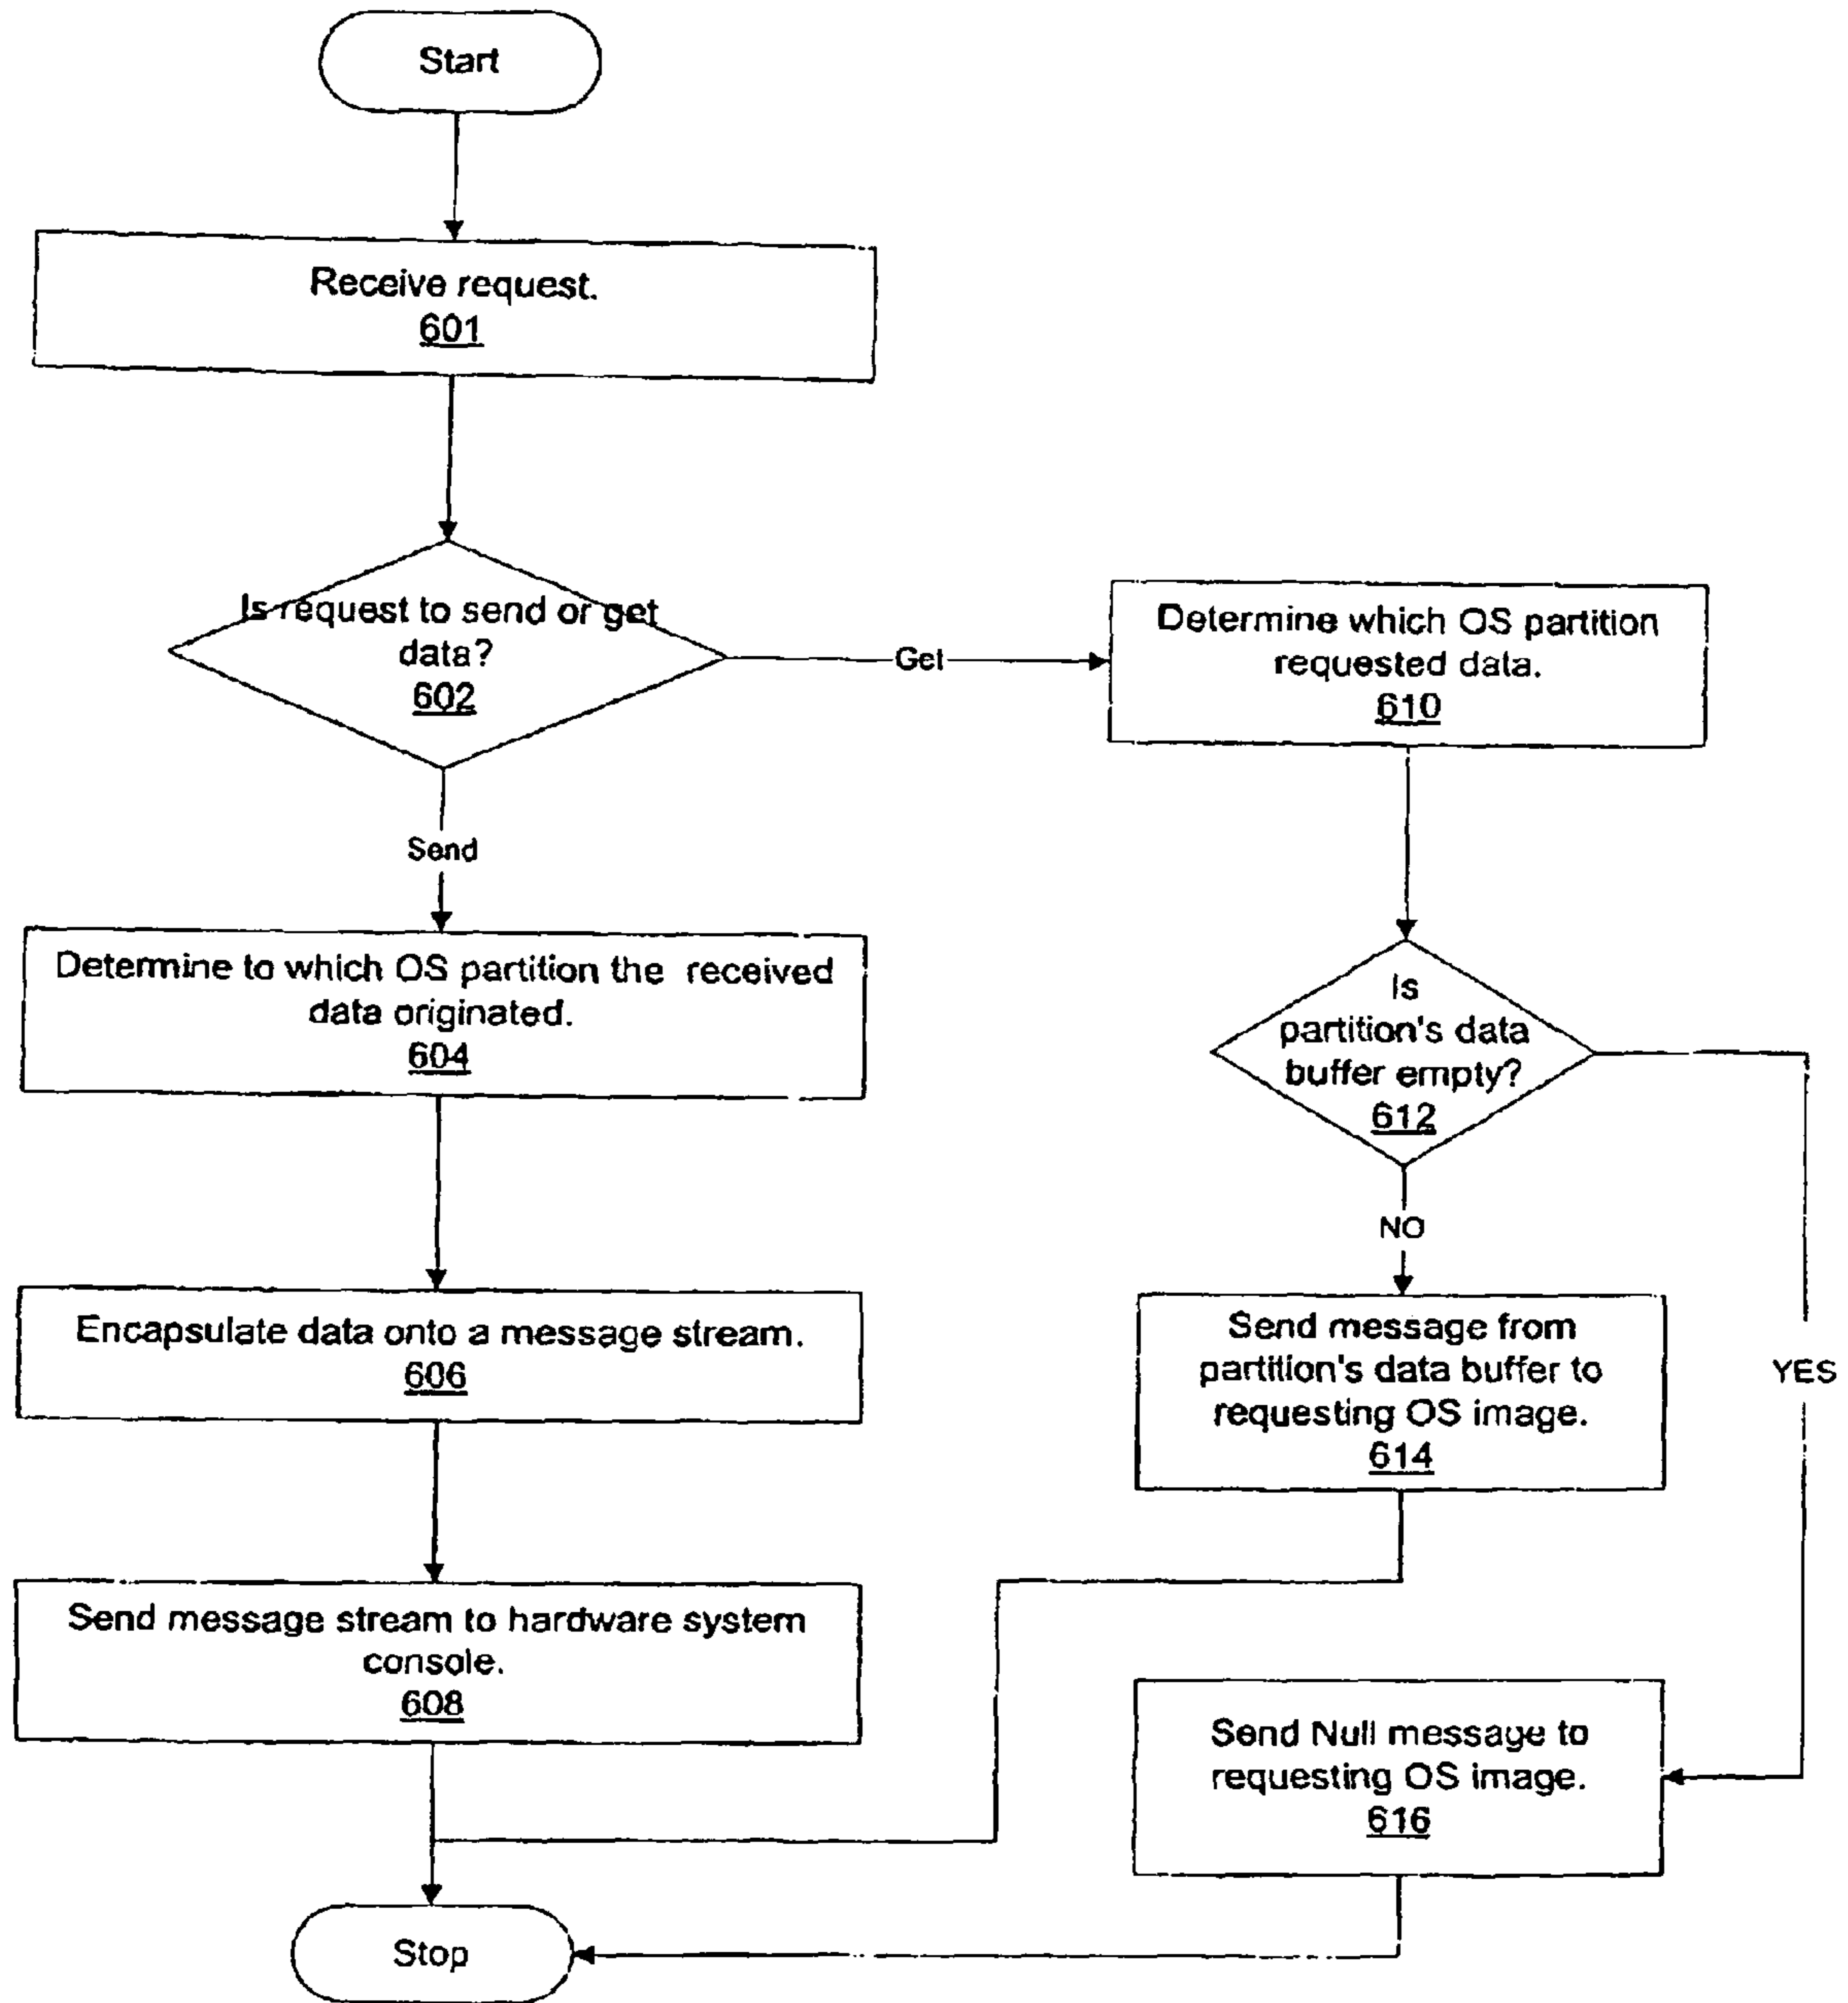 Start
Receive request.
601
Is request to send or get
data?
602
Get
Send
Determine to which OS partition the received
data originated.
604
Encapsulate data onto a message stream.
606
Send message stream to hardware system
console.
608
Stop
Determine which OS partition
requested data.
610
Is
partition's data
buffer empty?
612
NO
YES
Send message from
partition's data buffer to
requesting OS image.
614
Send Null message to
requesting OS image.
616